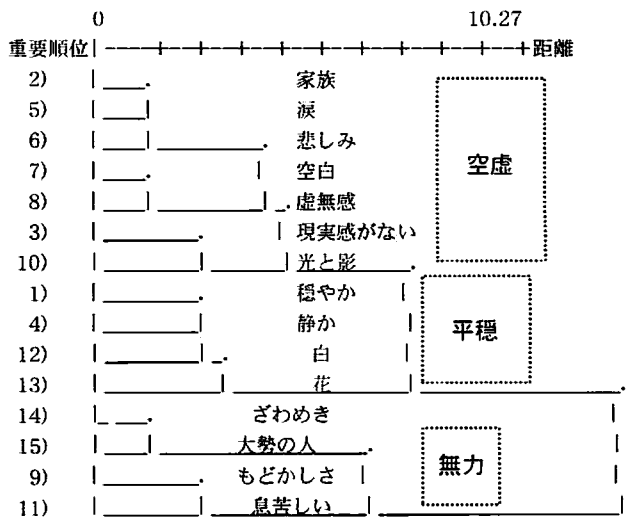 0 10.27
重要順位 距離
2) 家族
5) 涙
6) 悲しみ
7) 空白
8) 虚無感
3) 現実感がない
10) 光と影
空虚
1) 穏やか
4) 静か
12) 白
13) 花
平穏
14) ざわめき
15) 大勢の人
9) もどかしさ
11) 息苦しい
無力